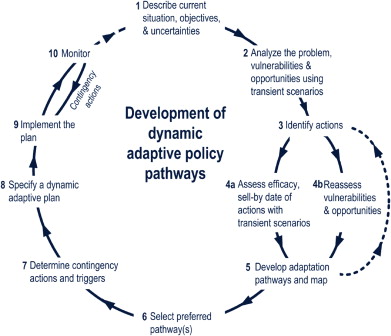 1 Describe current
situation, objectives,
& uncertainties
2 Analyze the problem,
vulnerabilities &
opportunities using
transient scenarios
3 Identify actions
4a Assess efficacy,
sell-by date of
actions with
transient scenarios
4b Reassess
vulnerabilities
& opportunities
5 Develop adaptation
pathways and map
6 Select preferred
pathway(s)
7 Determine contingency
actions and triggers
8 Specify a dynamic
adaptive plan
9 Implement the
plan
10 Monitor
Contingency
actions
Development of
dynamic
adaptive policy
pathways